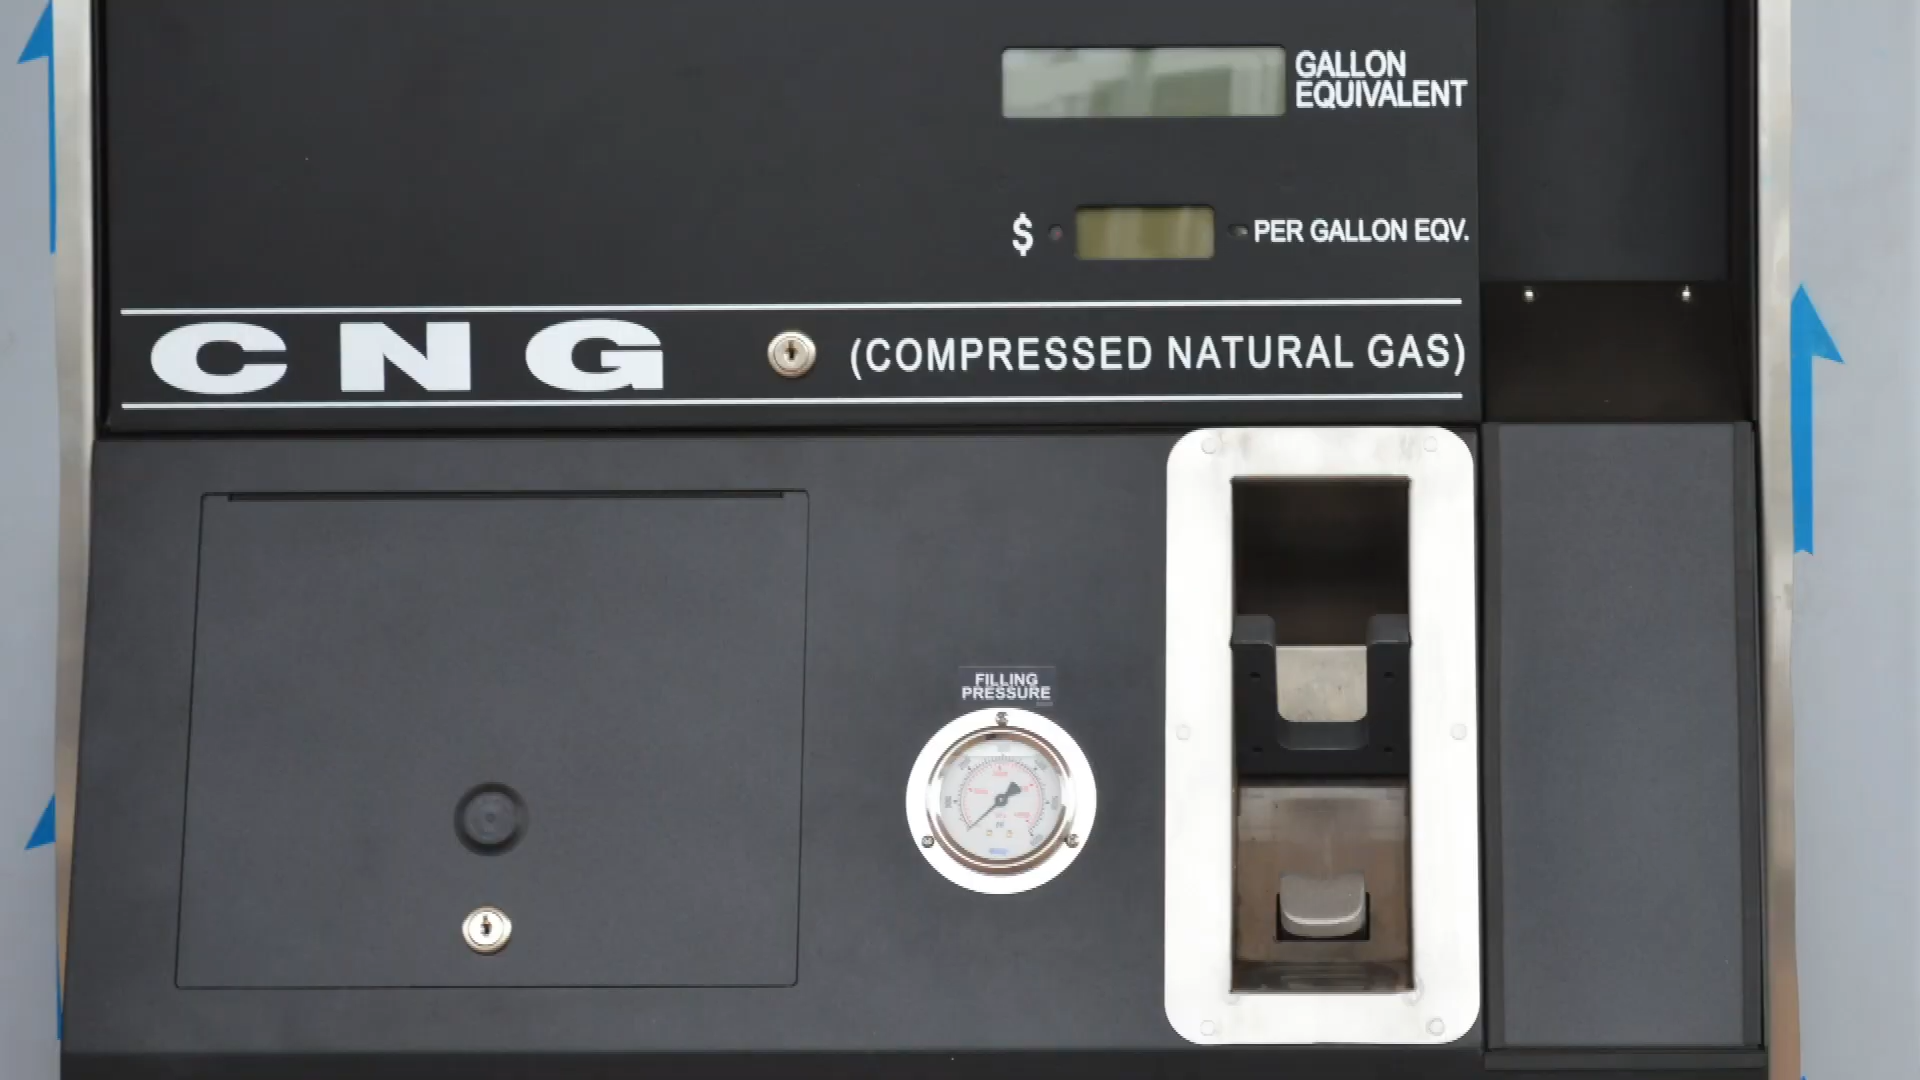 GALLON
EQUIVALENT
$ PER GALLON EQV.
CNG (COMPRESSED NATURAL GAS)
FILLING
PRESSURE